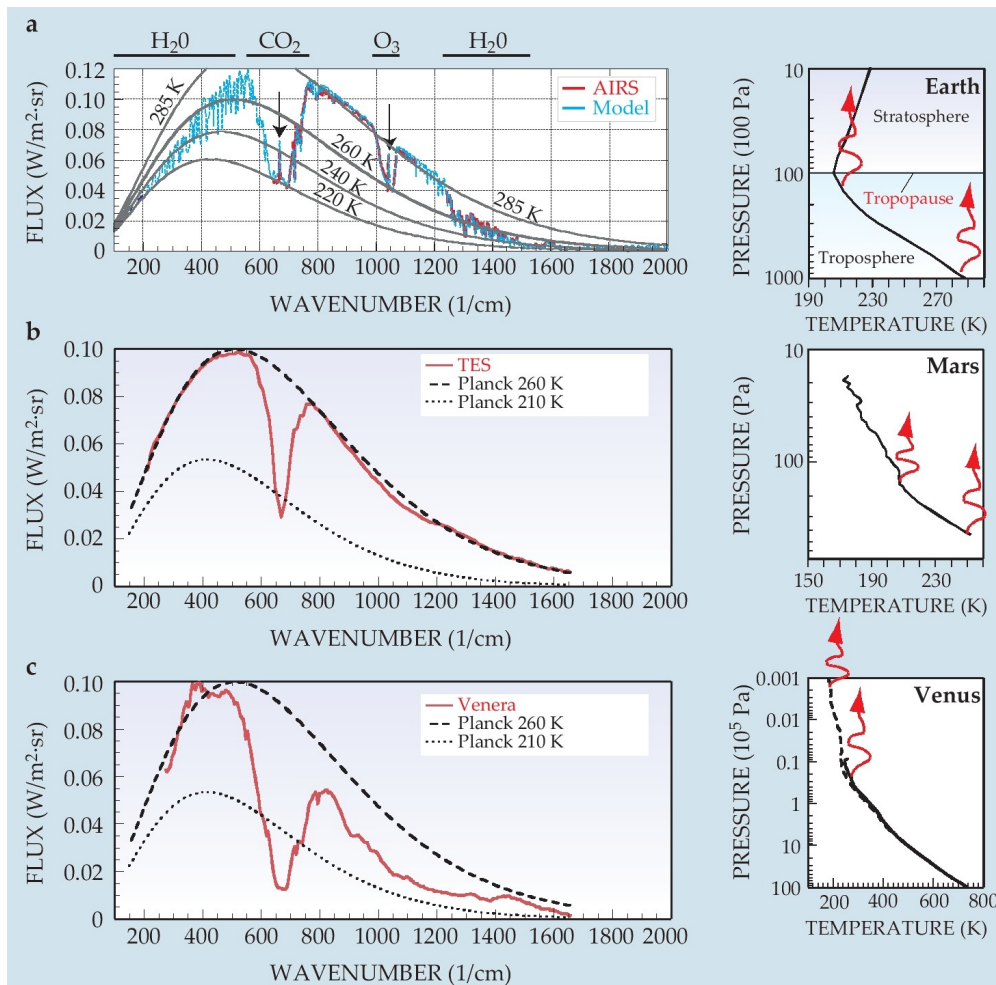 a
H₂0 CO₂ O₃ H₂0
0.12
0.10
0.08
0.06
0.04
0.02
0
FLUX (W/m²·sr)
285 K
260 K
240 K
220 K
285 K
AIRS
Model
200 400 600 800 1000 1200 1400 1600 1800 2000
WAVENUMBER (1/cm)
10
100
1000
PRESSURE (100 Pa)
Earth
Stratosphere
Tropopause
Troposphere
190 230 270
TEMPERATURE (K)
b
0.10
0.08
0.06
0.04
0.02
0
FLUX (W/m²·sr)
TES
Planck 260 K
Planck 210 K
200 400 600 800 1000 1200 1400 1600 1800 2000
WAVENUMBER (1/cm)
10
100
PRESSURE (Pa)
Mars
150 190 230
TEMPERATURE (K)
c
0.10
0.08
0.06
0.04
0.02
0
FLUX (W/m²·sr)
Venera
Planck 260 K
Planck 210 K
200 400 600 800 1000 1200 1400 1600 1800 2000
WAVENUMBER (1/cm)
0.001
0.01
0.1
1
10
100
PRESSURE (10⁵ Pa)
Venus
200 400 600 800
TEMPERATURE (K)